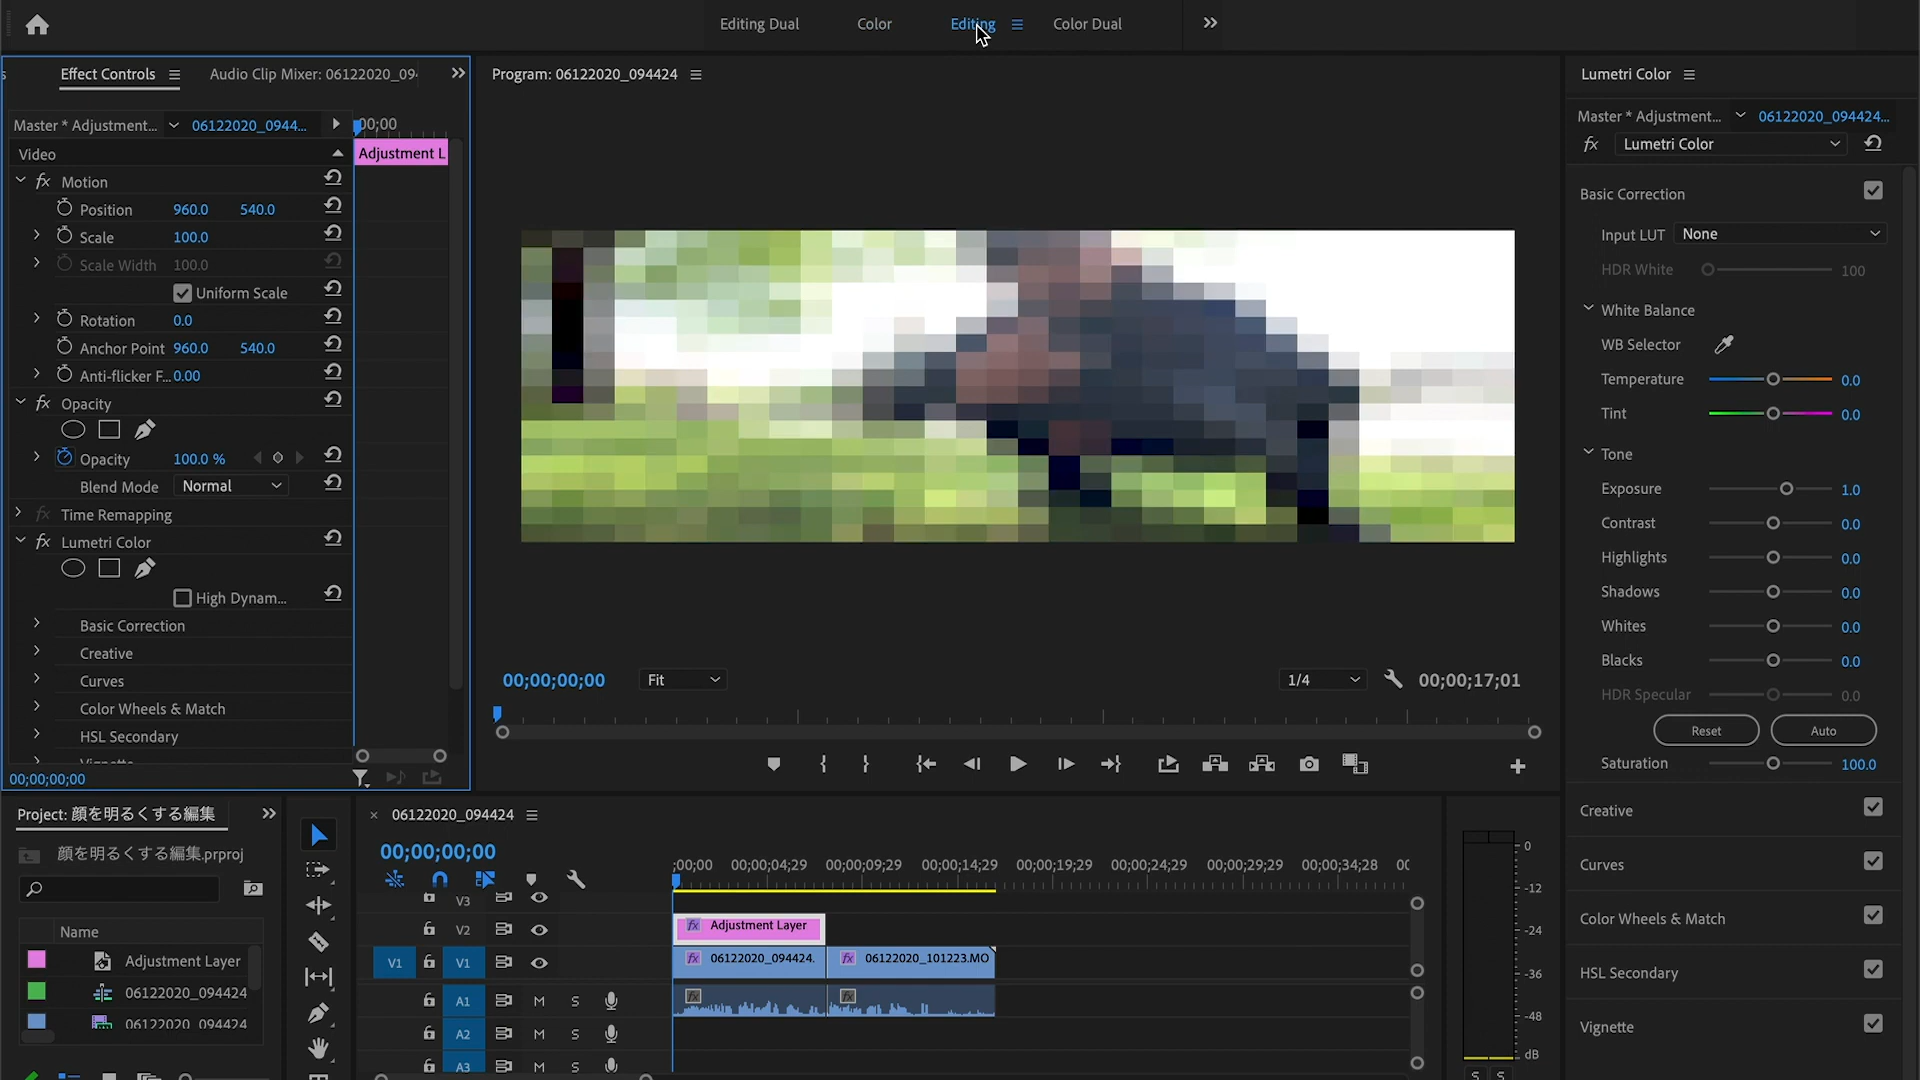 Editing Dual
Color
Editing
Color Dual
Effect Controls
Audio Clip Mixer: 06122020_09
Master * Adjustment...
06122020_0944...
00;00
Video
Adjustment L
Motion
Position 960.0 540.0
Scale 100.0
Scale Width 100.0
Uniform Scale
Rotation 0.0
Anchor Point 960.0 540.0
Anti-flicker F... 0.00
Opacity
Opacity 100.0 %
Blend Mode Normal
Time Remapping
Lumetri Color
High Dynam...
Basic Correction
Creative
Curves
Color Wheels & Match
HSL Secondary
Vignette
00;00;00;00
Program: 06122020_094424
00;00;00;00
Fit
1/4
00;00;17;01
Lumetri Color
Master * Adjustment...
06122020_094424...
fx Lumetri Color
Basic Correction
Input LUT None
HDR White 100
White Balance
WB Selector
Temperature 0.0
Tint 0.0
Tone
Exposure 1.0
Contrast 0.0
Highlights 0.0
Shadows 0.0
Whites 0.0
Blacks 0.0
HDR Specular 0.0
Reset
Auto
Saturation 100.0
Creative
Curves
Color Wheels & Match
HSL Secondary
Vignette
Project: 顔を明るくする編集
顔を明るくする編集.prproj
Name
Adjustment Layer
06122020_094424
06122020_094424
06122020_094424
00;00;00;00
;00;00 00;00;04;29 00;00;09;29 00;00;14;29 00;00;19;29 00;00;24;29 00;00;29;29 00;00;34;28
V3
V2
fx Adjustment Layer
V1 V1
fx 06122020_094424.
fx 06122020_101223.MO
A1 M S
fx
fx
A2 M S
A3 M S
0
-12
-24
-36
-48
dB
S S